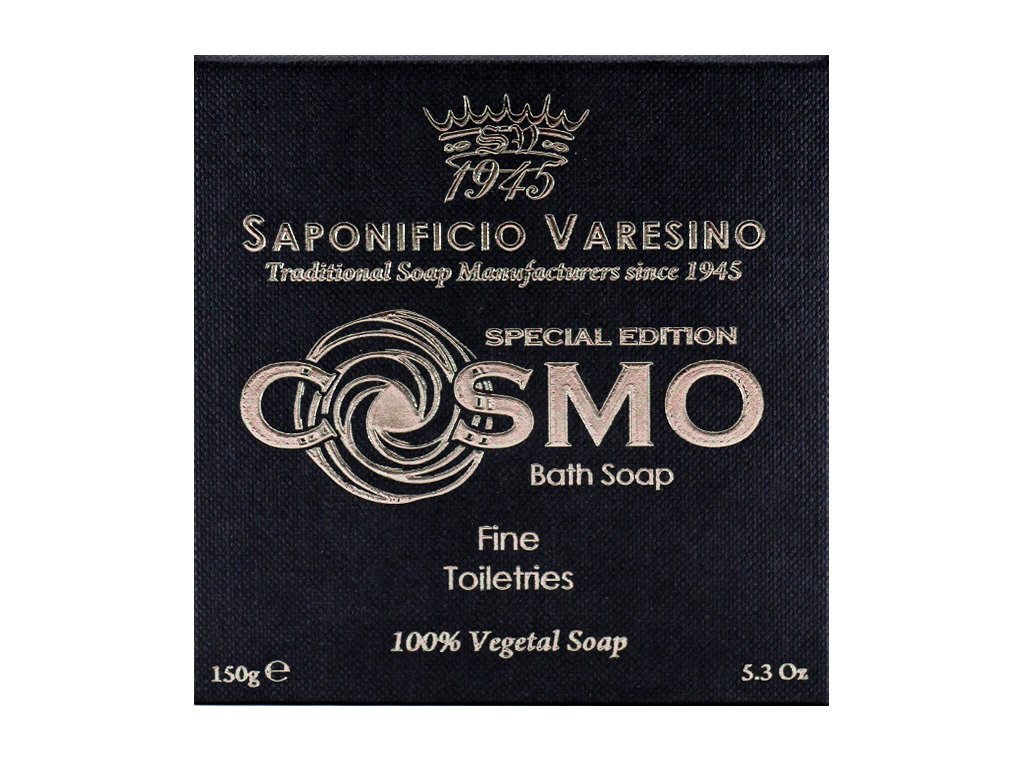 SV
1945
SAPONIFICIO VARESINO
Traditional Soap Manufacturers since 1945
SPECIAL EDITION
COSMO
Bath Soap
Fine
Toiletries
100% Vegetal Soap
150g ℮
5.3 Oz